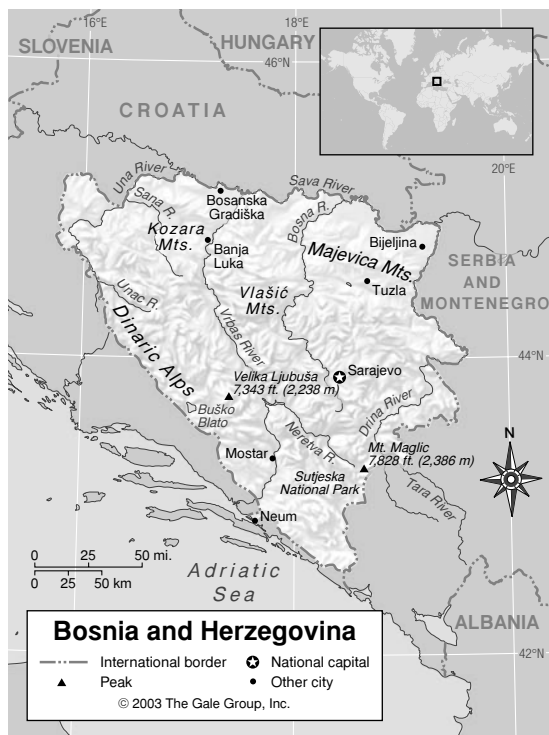 16°E
18°E
SLOVENIA
HUNGARY
46°N
CROATIA
20°E
Una River
Sava River
Sana R.
Bosanska
Gradiška
Bosna R.
Kozara
Mts.
Banja
Luka
Bijeljina
Majevica Mts.
SERBIA
AND
MONTENEGRO
Tuzla
Vlašić
Mts.
Unac R.
Dinaric Alps
Vrbas River
44°N
Sarajevo
Velika Ljubuša
7,343 ft. (2,238 m)
Buško
Blato
Drina River
Neretva R.
Mt. Maglic
7,828 ft. (2,386 m)
N
Mostar
Sutjeska
National Park
Tara River
Neum
0 25 50 mi.
0 25 50 km
Adriatic
Sea
ALBANIA
Bosnia and Herzegovina
International border
National capital
Peak
Other city
© 2003 The Gale Group, Inc.
42°N